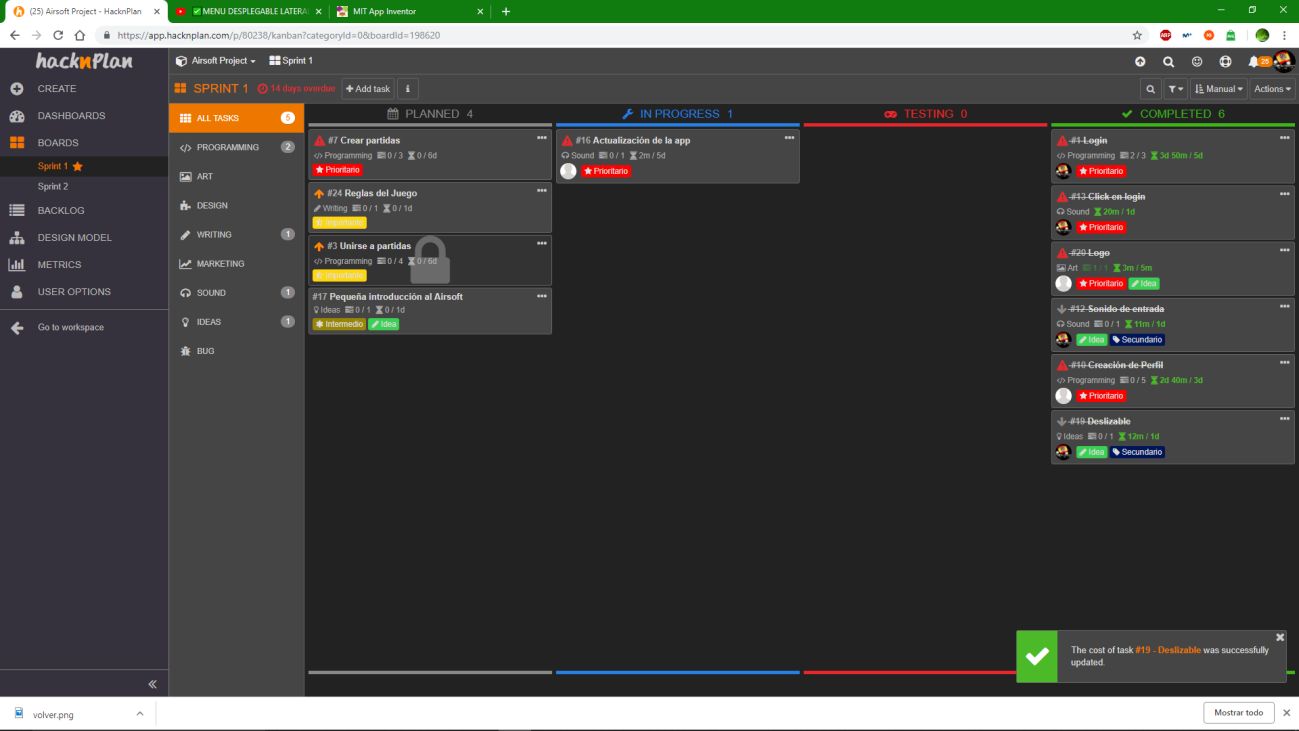 (25) Airsoft Project - HacknPlan
MENU DESPLEGABLE LATERA
MIT App Inventor
https://app.hacknplan.com/p/80238/kanban?categoryId=0&boardId=198620
hacknPlan
Airsoft Project
Sprint 1
26
CREATE
DASHBOARDS
BOARDS
Sprint 1
Sprint 2
BACKLOG
DESIGN MODEL
METRICS
USER OPTIONS
Go to workspace
SPRINT 1
14 days overdue
Add task
Manual
Actions
ALL TASKS 5
PROGRAMMING 2
ART
DESIGN
WRITING 1
MARKETING
SOUND 1
IDEAS 1
BUG
PLANNED 4
#7 Crear partidas
Programming 0 / 3 0 / 6d
Prioritario
#24 Reglas del Juego
Writing 0 / 1 0 / 1d
#3 Unirse a partidas
Programming 0 / 4 0 / 6d
#17 Pequeña introducción al Airsoft
Ideas 0 / 1 0 / 1d
Intermedio Idea
IN PROGRESS 1
#16 Actualización de la app
Sound 0 / 1 2m / 5d
Prioritario
TESTING 0
COMPLETED 6
#1 Login
Programming 2 / 3 3d 50m / 5d
Prioritario
#13 Click en login
Sound 20m / 1d
Prioritario
#20 Logo
Art 1 / 1 3m / 5m
Prioritario Idea
#12 Sonido de entrada
Sound 0 / 1 11m / 1d
Idea Secundario
#10 Creación de Perfil
Programming 0 / 5 2d 40m / 3d
Prioritario
#19 Deslizable
Ideas 0 / 1 12m / 1d
Idea Secundario
The cost of task #19 - Deslizable was successfully
updated.
volver.png
Mostrar todo